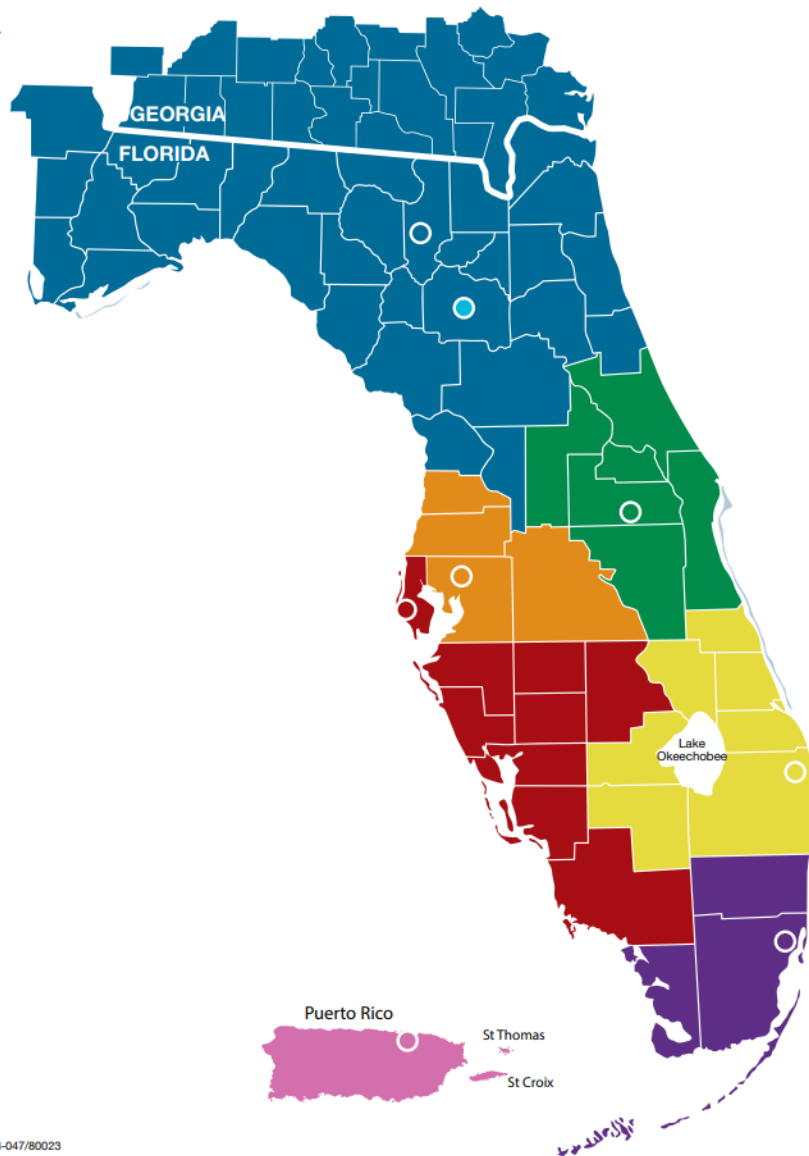 GEORGIA
FLORIDA
Lake
Okeechobee
Puerto Rico
St Thomas
St Croix
-047/80023